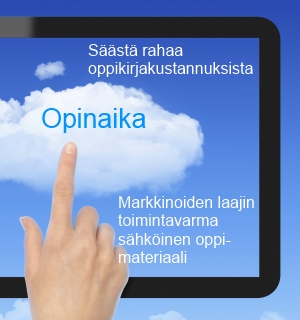 Säästä rahaa
oppikirjakustannuksista
Opinaika
Markkinoiden laajin
toimintavarma
sähköinen oppi-
materiaali